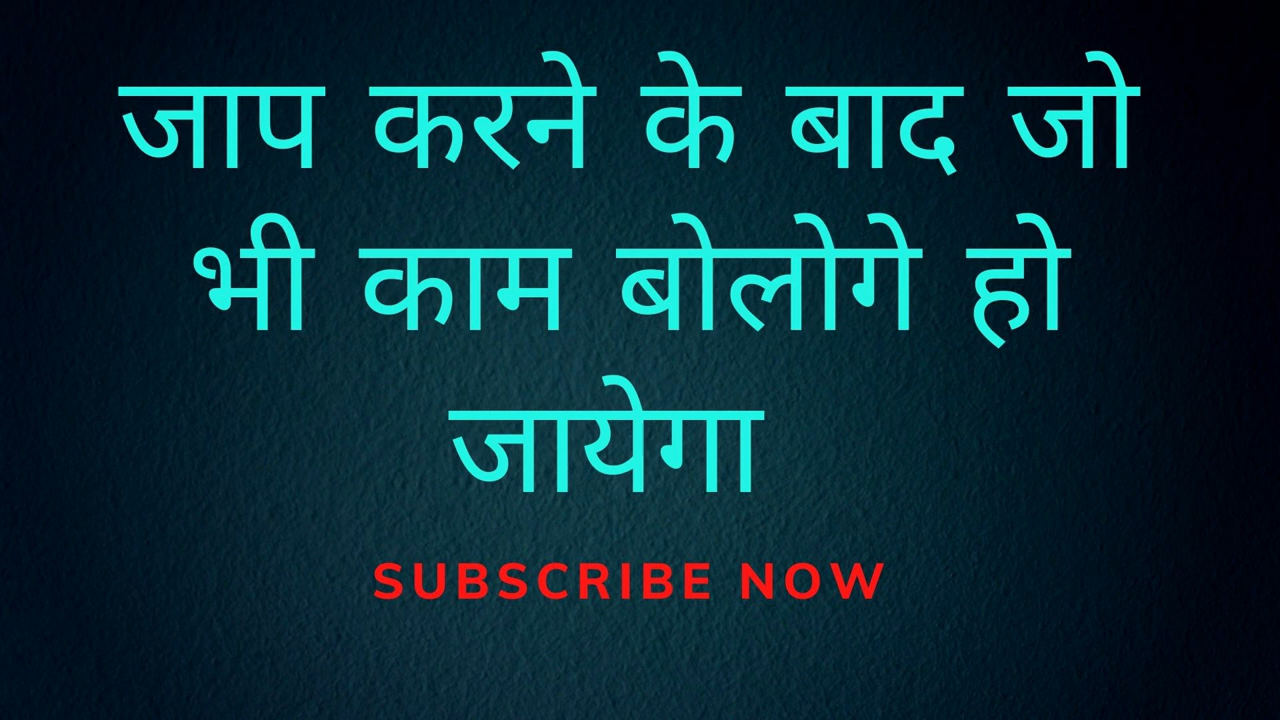 जाप करने के बाद जो
भी काम बोलोगे हो
जायेगा
SUBSCRIBE NOW